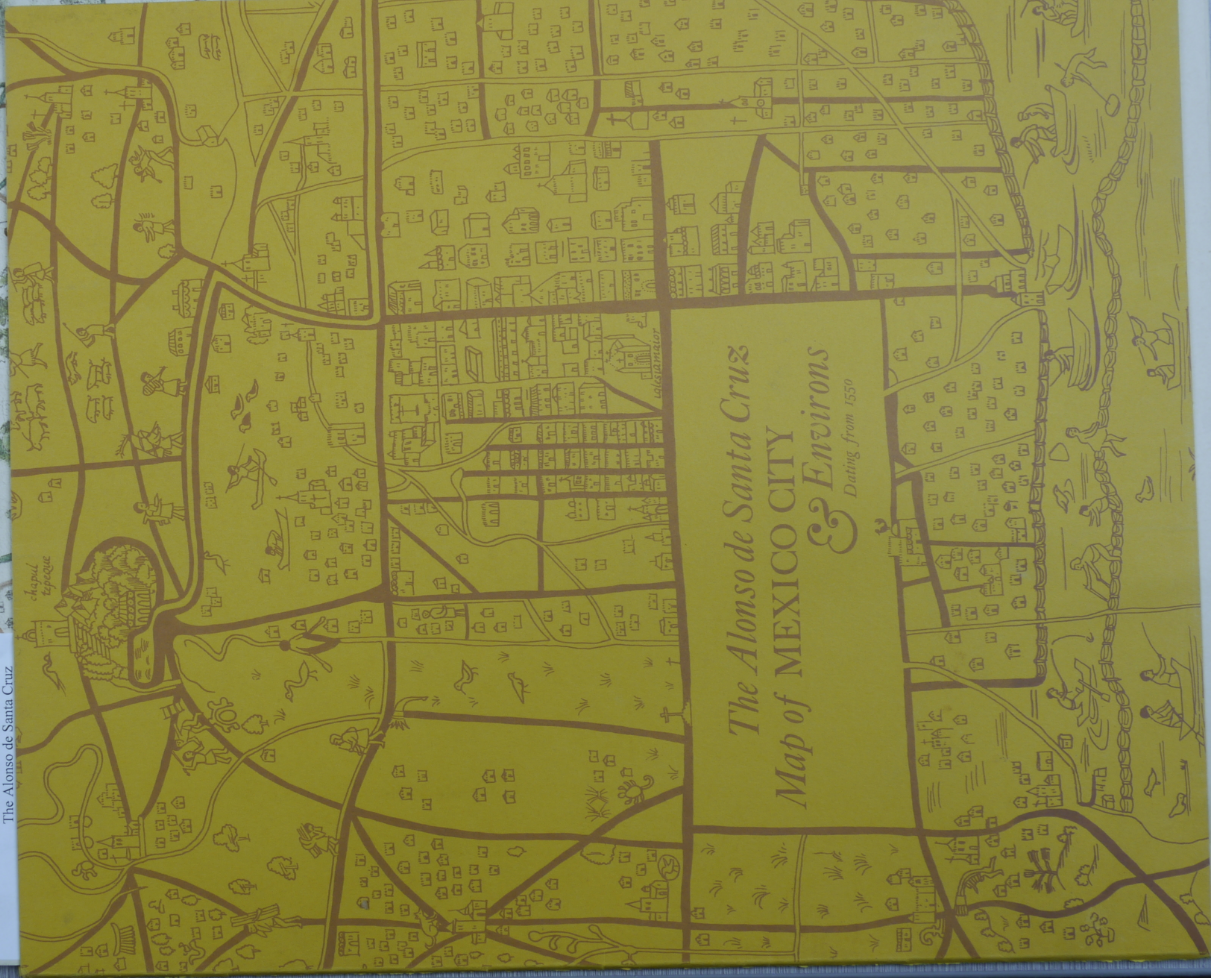 The Alonso de Santa Cruz
The Alonso de Santa Cruz
Map of MEXICO CITY
& Environs
Dating from 1550
chapul
tepeque